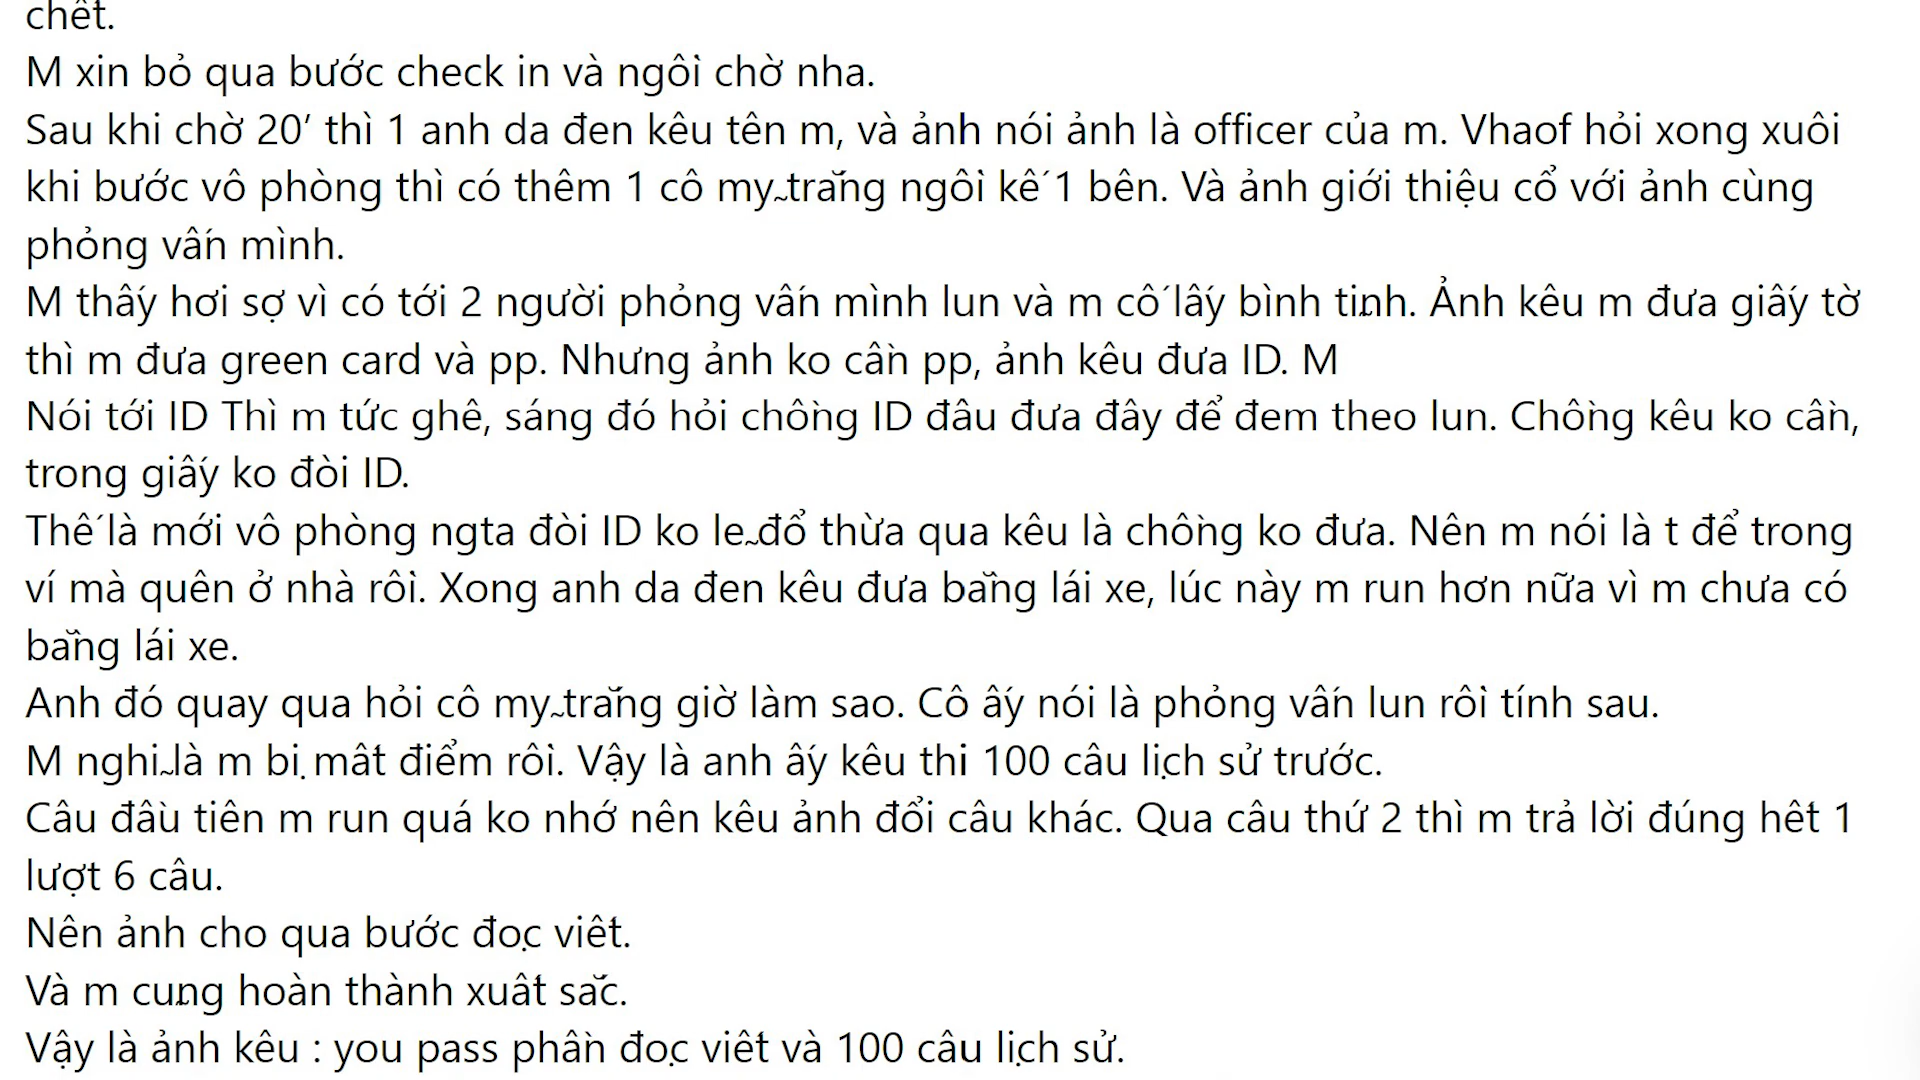 chết.
M xin bỏ qua bước check in và ngồi chờ nha.
Sau khi chờ 20’ thì 1 anh da đen kêu tên m, và ảnh nói ảnh là officer của m. Vhaof hỏi xong xuôi
khi bước vô phòng thì có thêm 1 cô mỹ trắng ngồi kế 1 bên. Và ảnh giới thiệu cổ với ảnh cùng
phỏng vấn mình.
M thấy hơi sợ vì có tới 2 người phỏng vấn mình lun và m cố lấy bình tĩnh. Ảnh kêu m đưa giấy tờ
thì m đưa green card và pp. Nhưng ảnh ko cần pp, ảnh kêu đưa ID. M
Nói tới ID Thì m tức ghê, sáng đó hỏi chồng ID đâu đưa đây để đem theo lun. Chồng kêu ko cần,
trong giấy ko đòi ID.
Thế là mới vô phòng ngta đòi ID ko lẽ đổ thừa qua kêu là chồng ko đưa. Nên m nói là t để trong
ví mà quên ở nhà rồi. Xong anh da đen kêu đưa bằng lái xe, lúc này m run hơn nữa vì m chưa có
bằng lái xe.
Anh đó quay qua hỏi cô mỹ trắng giờ làm sao. Cô ấy nói là phỏng vấn lun rồi tính sau.
M nghĩ là m bị mất điểm rồi. Vậy là anh ấy kêu thi 100 câu lịch sử trước.
Câu đầu tiên m run quá ko nhớ nên kêu ảnh đổi câu khác. Qua câu thứ 2 thì m trả lời đúng hết 1
lượt 6 câu.
Nên ảnh cho qua bước đọc viết.
Và m cũng hoàn thành xuất sắc.
Vậy là ảnh kêu : you pass phần đọc viết và 100 câu lịch sử.